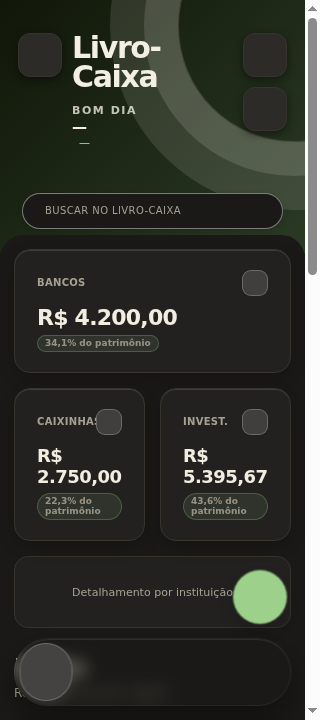 Livro-
Caixa
BOM DIA
—
—
BUSCAR NO LIVRO-CAIXA
BANCOS
R$ 4.200,00
34,1% do patrimônio
CAIXINHAS
R$
2.750,00
22,3% do
patrimônio
INVEST.
R$
5.395,67
43,6% do
patrimônio
Detalhamento por instituição